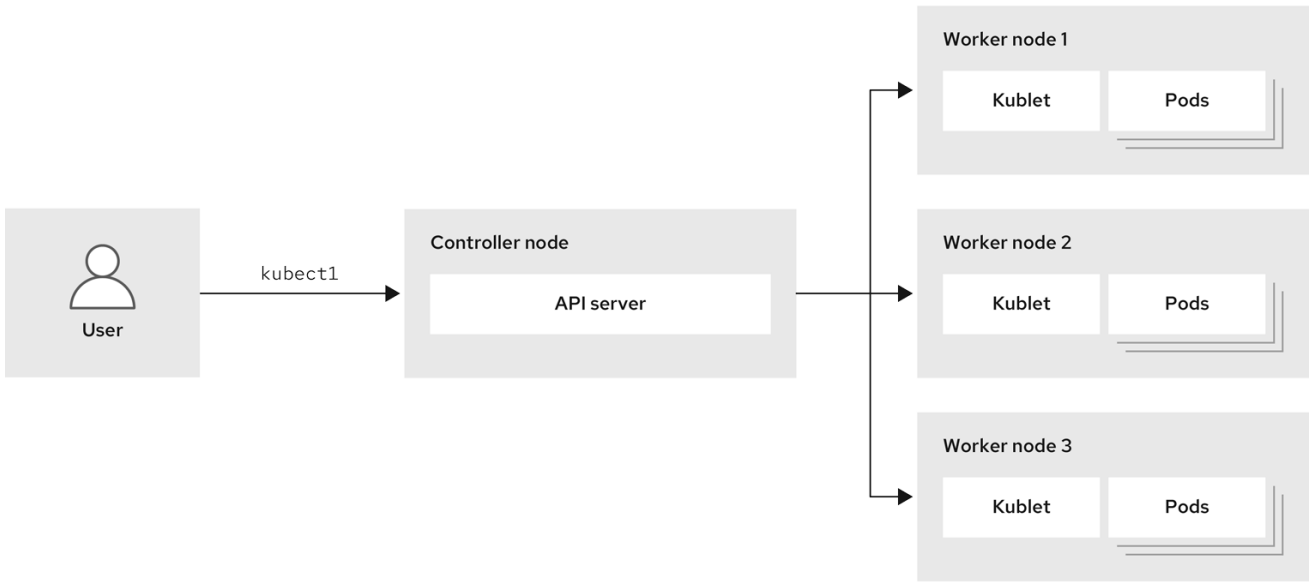 User
kubect1
Controller node
API server
Worker node 1
Kublet
Pods
Worker node 2
Kublet
Pods
Worker node 3
Kublet
Pods